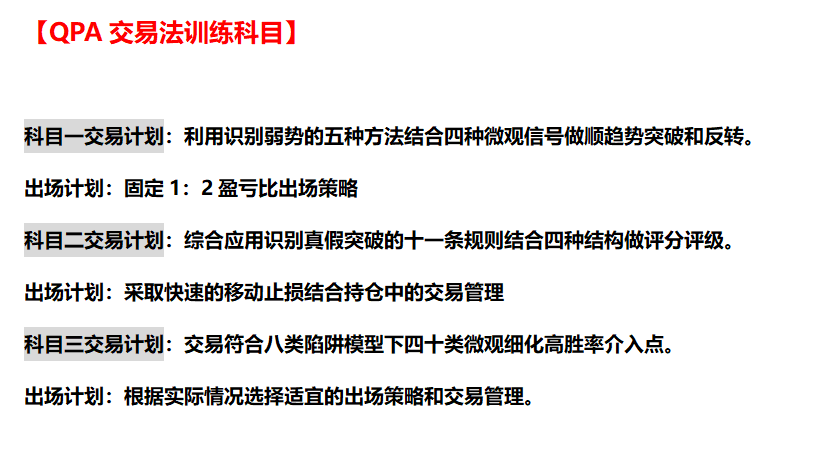 【QPA 交易法训练科目】
科目一交易计划：利用识别弱势的五种方法结合四种微观信号做顺趋势突破和反转。
出场计划：固定 1：2 盈亏比出场策略
科目二交易计划：综合应用识别真假突破的十一条规则结合四种结构做评分评级。
出场计划：采取快速的移动止损结合持仓中的交易管理
科目三交易计划：交易符合八类陷阱模型下四十类微观细化高胜率介入点。
出场计划：根据实际情况选择适宜的出场策略和交易管理。